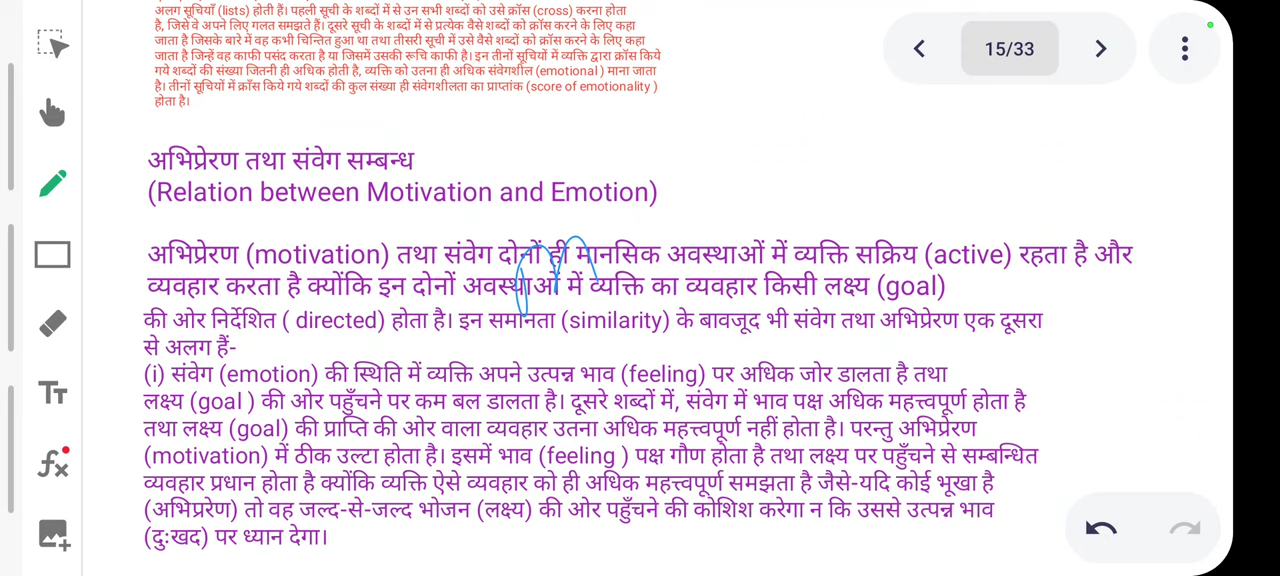 अलग सूचियाँ (lists) होती हैं। पहली सूची के शब्दों में से उन सभी शब्दों को उसे क्रॉस (cross) करना होता
है, जिसे वे अपने लिए गलत समझते हैं। दूसरे सूची के शब्दों में से प्रत्येक वैसे शब्दों को क्रॉस करने के लिए कहा
जाता है जिसके बारे में वह कभी चिन्तित हुआ था तथा तीसरी सूची में उसे वैसे शब्दों को क्रॉस करने के लिए कहा
जाता है जिन्हें वह काफी पसंद करता है या जिसमें उसकी रूचि काफी है। इन तीनों सूचियों में व्यक्ति द्वारा क्रॉस किये
गये शब्दों की संख्या जितनी ही अधिक होती है, व्यक्ति को उतना ही अधिक संवेगशील (emotional ) माना जाता
है। तीनों सूचियों में क्रॉस किये गये शब्दों की कुल संख्या ही संवेगशीलता का प्राप्तांक (score of emotionality )
होता है।
15/33
अभिप्रेरण तथा संवेग सम्बन्ध
(Relation between Motivation and Emotion)
अभिप्रेरण (motivation) तथा संवेग दोनों ही मानसिक अवस्थाओं में व्यक्ति सक्रिय (active) रहता है और
व्यवहार करता है क्योंकि इन दोनों अवस्थाओं में व्यक्ति का व्यवहार किसी लक्ष्य (goal)
की ओर निर्देशित ( directed) होता है। इन समानता (similarity) के बावजूद भी संवेग तथा अभिप्रेरण एक दूसरा
से अलग हैं-
(i) संवेग (emotion) की स्थिति में व्यक्ति अपने उत्पन्न भाव (feeling) पर अधिक जोर डालता है तथा
लक्ष्य (goal ) की ओर पहुँचने पर कम बल डालता है। दूसरे शब्दों में, संवेग में भाव पक्ष अधिक महत्त्वपूर्ण होता है
तथा लक्ष्य (goal) की प्राप्ति की ओर वाला व्यवहार उतना अधिक महत्त्वपूर्ण नहीं होता है। परन्तु अभिप्रेरण
(motivation) में ठीक उल्टा होता है। इसमें भाव (feeling ) पक्ष गौण होता है तथा लक्ष्य पर पहुँचने से सम्बन्धित
व्यवहार प्रधान होता है क्योंकि व्यक्ति ऐसे व्यवहार को ही अधिक महत्त्वपूर्ण समझता है जैसे-यदि कोई भूखा है
(अभिप्ररेण) तो वह जल्द-से-जल्द भोजन (लक्ष्य) की ओर पहुँचने की कोशिश करेगा न कि उससे उत्पन्न भाव
(दुःखद) पर ध्यान देगा।
Tт
fx